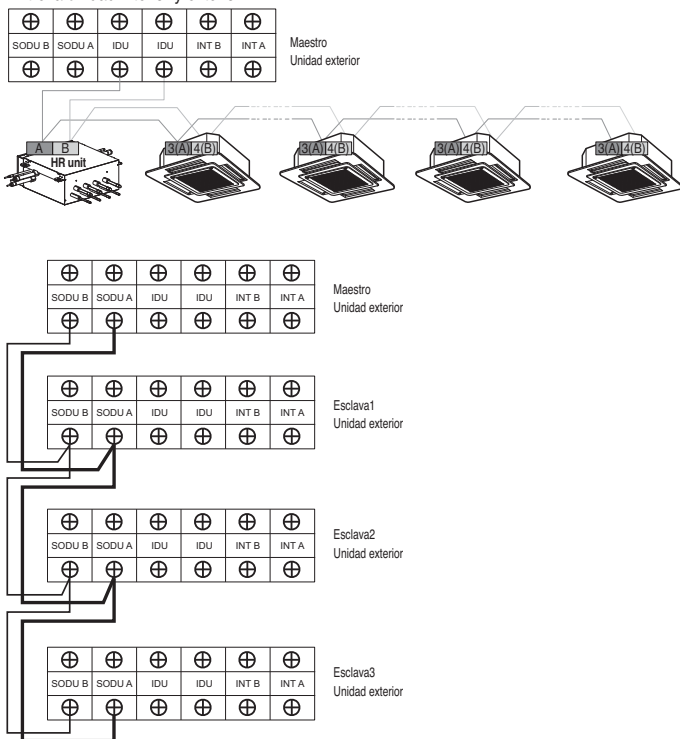 SODU B SODU A IDU IDU INT B INT A
Maestro
Unidad exterior
A B
HR unit
3(A) 4(B)
3(A) 4(B)
3(A) 4(B)
3(A) 4(B)
SODU B SODU A IDU IDU INT B INT A
Maestro
Unidad exterior
SODU B SODU A IDU IDU INT B INT A
Esclava1
Unidad exterior
SODU B SODU A IDU IDU INT B INT A
Esclava2
Unidad exterior
SODU B SODU A IDU IDU INT B INT A
Esclava3
Unidad exterior